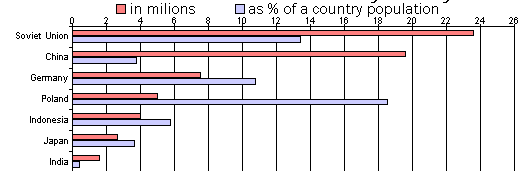 in milions as % of a country population
0 2 4 6 8 10 12 14 16 18 20 22 24 26
Soviet Union
China
Germany
Poland
Indonesia
Japan
India